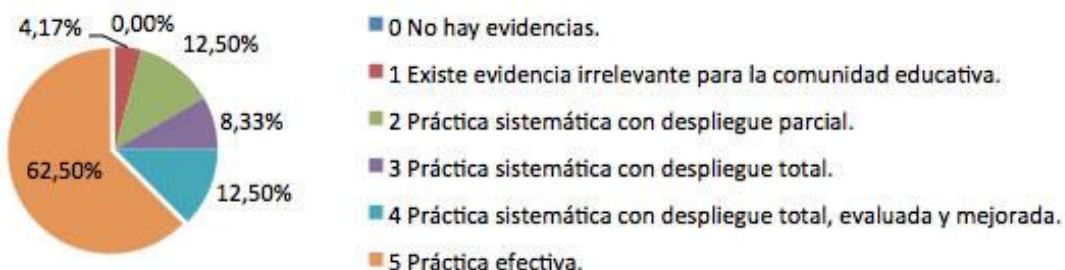 4,17%
0,00%
12,50%
8,33%
12,50%
62,50%
0 No hay evidencias.
1 Existe evidencia irrelevante para la comunidad educativa.
2 Práctica sistemática con despliegue parcial.
3 Práctica sistemática con despliegue total.
4 Práctica sistemática con despliegue total, evaluada y mejorada.
5 Práctica efectiva.